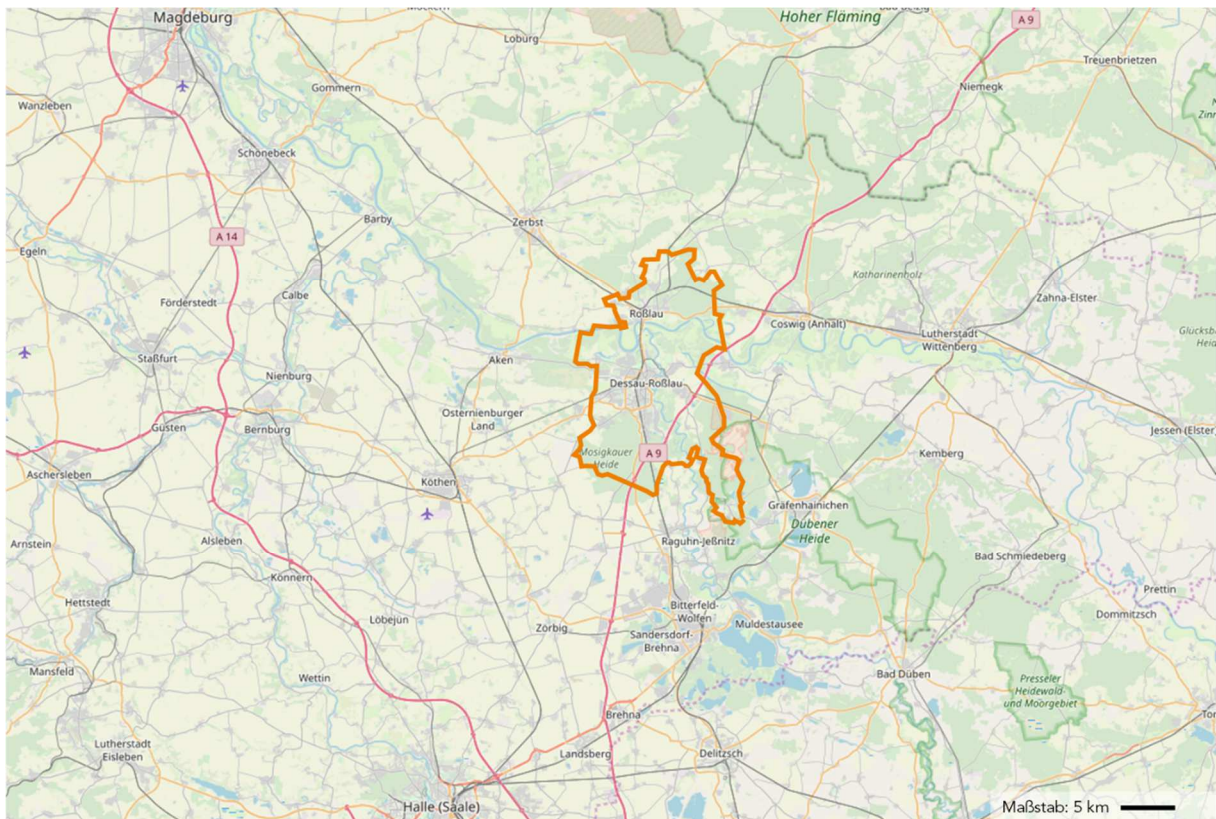 Magdeburg
Hoher Fläming
A 9
Loburg
Treuenbrietzen
Niemegk
Gommern
Wanzleben
Schönebeck
Barby
Zerbst
A 14
Egeln
Katharinenholz
Calbe
Zahna-Elster
Förderstedt
Roßlau
Coswig (Anhalt)
Lutherstadt
Wittenberg
Staßfurt
Aken
Nienburg
Dessau-Roßlau
Osternienburger
Land
Güsten
Bernburg
Jessen (Elster)
Mosigkauer
Heide
A 9
Kemberg
Aschersleben
Köthen
Gräfenhainichen
Dübener
Heide
Arnstein
Alsleben
Raguhn-Jeßnitz
Bad Schmiedeberg
Könnern
Prettin
Hettstedt
Bitterfeld-
Wolfen
Dommitzsch
Löbejün
Zörbig
Muldestausee
Sandersdorf-
Brehna
Mansfeld
Wettin
Bad Düben
Presseler
Heidewald-
und Moorgebiet
Brehna
Lutherstadt
Eisleben
Landsberg
Delitzsch
Halle (Saale)
Maßstab: 5 km